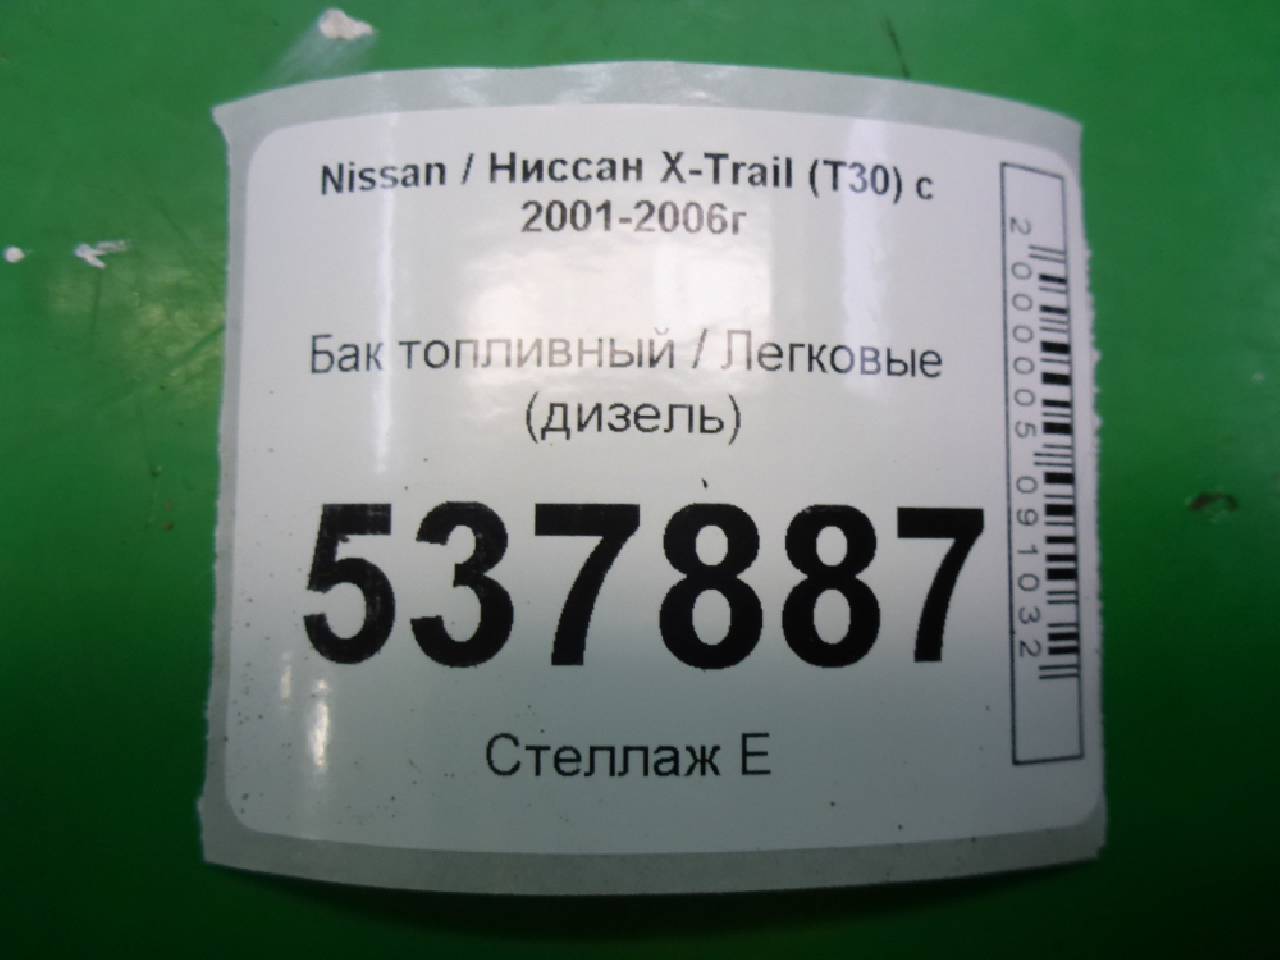 Nissan / Ниссан X-Trail (T30) с
2001-2006г
Бак топливный / Легковые
(дизель)
537887
Стеллаж Е
2000005091032